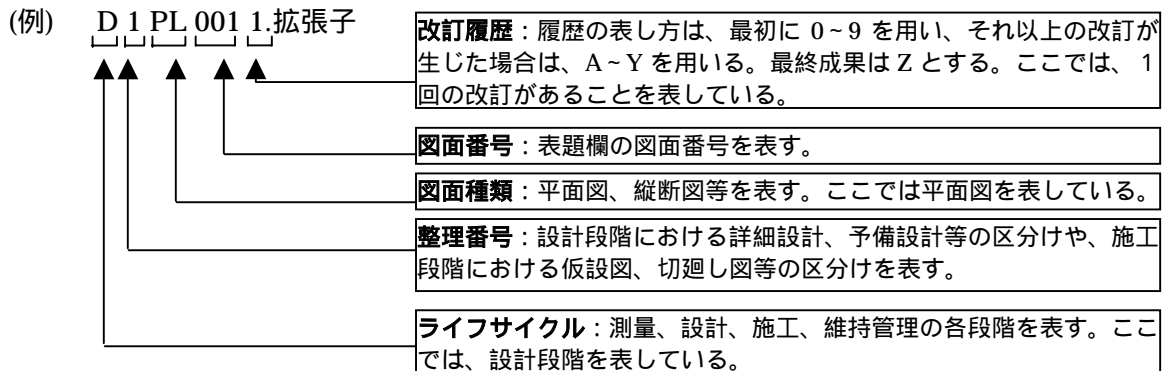 (例) D 1 PL 001 1.拡張子
改訂履歴：履歴の表し方は、最初に 0~9 を用い、それ以上の改訂が
生じた場合は、A~Y を用いる。最終成果は Z とする。ここでは、１
回の改訂があることを表している。
図面番号：表題欄の図面番号を表す。
図面種類：平面図、縦断図等を表す。ここでは平面図を表している。
整理番号：設計段階における詳細設計、予備設計等の区分けや、施工
段階における仮設図、切廻し図等の区分けを表す。
ライフサイクル：測量、設計、施工、維持管理の各段階を表す。ここ
では、設計段階を表している。